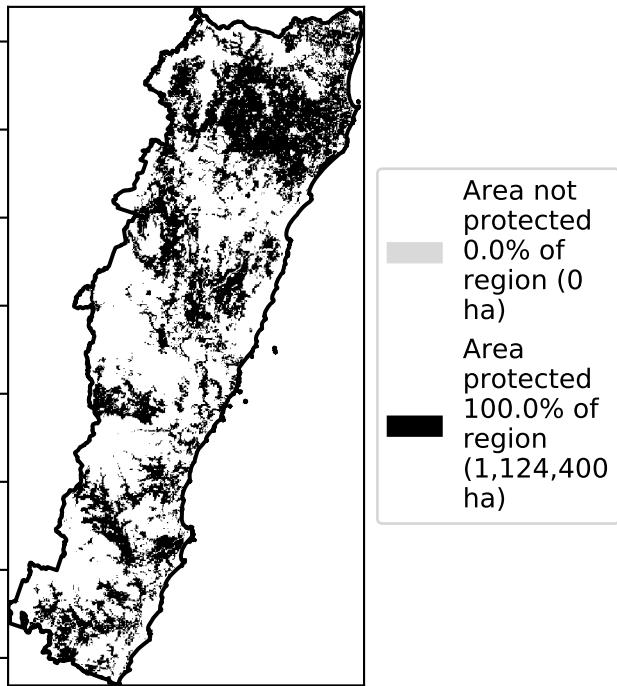 Area not
protected
0.0% of
region (0
ha)
Area
protected
100.0% of
region
(1,124,400
ha)